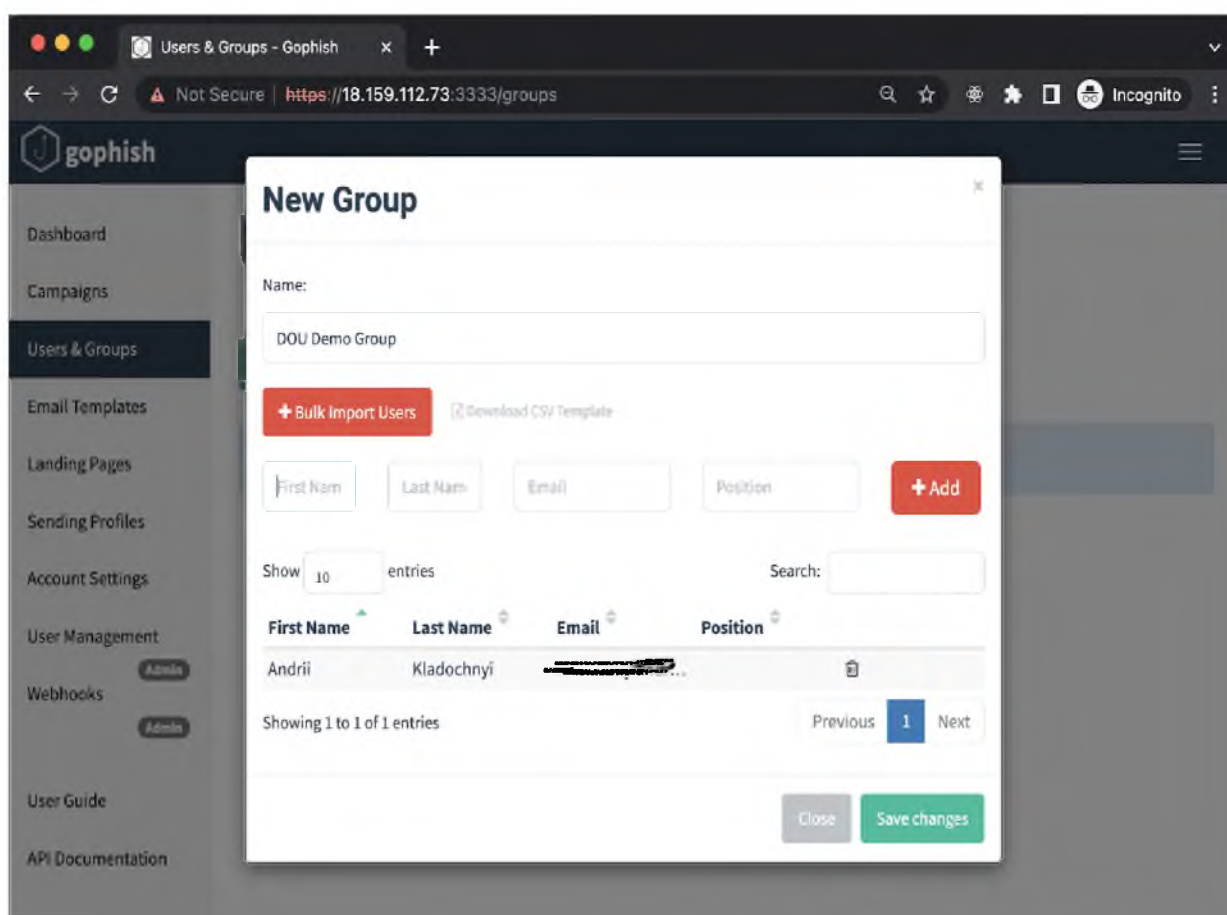 Users & Groups - Gophish
Not Secure | https://18.159.112.73:3333/groups
Incognito
gophish
Dashboard
Campaigns
Users & Groups
Email Templates
Landing Pages
Sending Profiles
Account Settings
User Management
Admin
Webhooks
Admin
User Guide
API Documentation
New Group
Name:
DOU Demo Group
Bulk Import Users Download CSV Template
First Nam Last Nam Email Position Add
Show 10 entries Search:
First Name Last Name Email Position
Andrii Kladochnyi
Showing 1 to 1 of 1 entries Previous 1 Next
Close Save changes